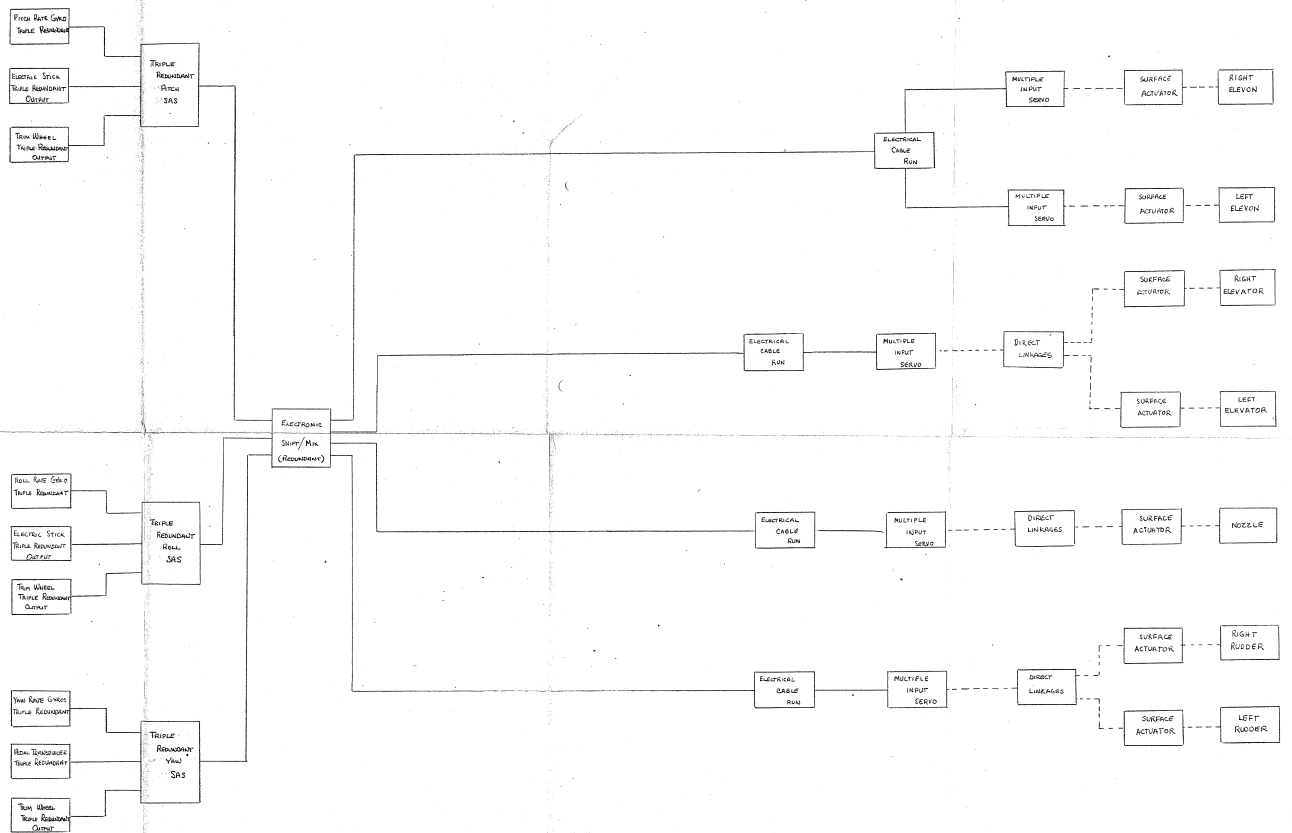 PITCH RATE GYRO
TRIPLE REDUNDANT
ELECTRIC STICK
TRIPLE REDUNDANT
OUTPUT
TRIM WHEEL
TRIPLE REDUNDANT
OUTPUT
TRIPLE
REDUNDANT
PITCH
SAS
ROLL RATE GYRO
TRIPLE REDUNDANT
ELECTRIC STICK
TRIPLE REDUNDANT
OUTPUT
TRIM WHEEL
TRIPLE REDUNDANT
OUTPUT
TRIPLE
REDUNDANT
ROLL
SAS
YAW RATE GYROS
TRIPLE REDUNDANT
PEDAL TRANSDUCER
TRIPLE REDUNDANT
TRIM WHEEL
TRIPLE REDUNDANT
OUTPUT
TRIPLE
REDUNDANT
YAW
SAS
ELECTRONIC
SHIFT/MIX
(REDUNDANT)
ELECTRICAL
CABLE
RUN
MULTIPLE
INPUT
SERVO
SURFACE
ACTUATOR
RIGHT
ELEVON
MULTIPLE
INPUT
SERVO
SURFACE
ACTUATOR
LEFT
ELEVON
ELECTRICAL
CABLE
RUN
MULTIPLE
INPUT
SERVO
DIRECT
LINKAGES
SURFACE
ACTUATOR
RIGHT
ELEVATOR
SURFACE
ACTUATOR
LEFT
ELEVATOR
ELECTRICAL
CABLE
RUN
MULTIPLE
INPUT
SERVO
DIRECT
LINKAGES
SURFACE
ACTUATOR
NOZZLE
ELECTRICAL
CABLE
RUN
MULTIPLE
INPUT
SERVO
DIRECT
LINKAGES
SURFACE
ACTUATOR
RIGHT
RUDDER
SURFACE
ACTUATOR
LEFT
RUDDER